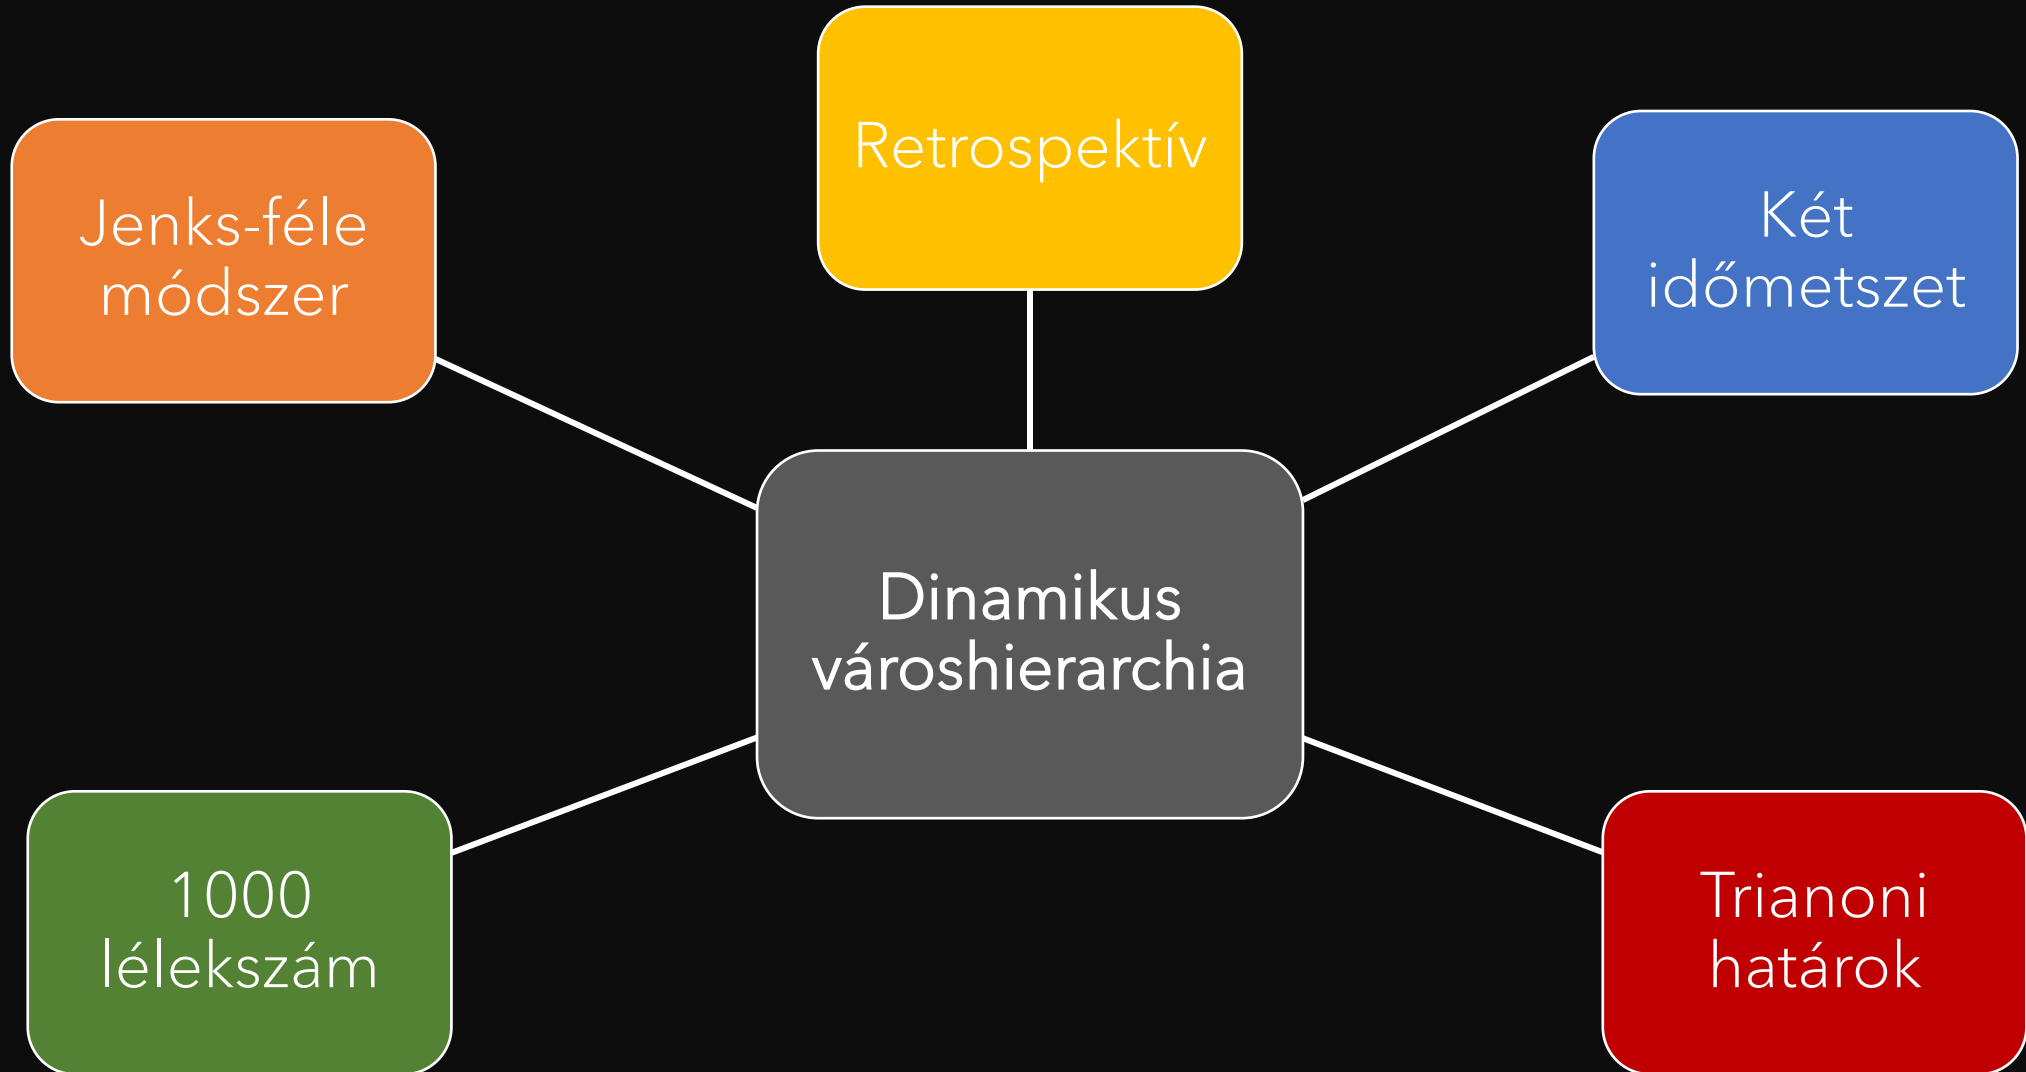 Retrospektív
Jenks-féle
módszer
Két
időmetszet
Dinamikus
városhierarchia
1000
lélekszám
Trianoni
határok